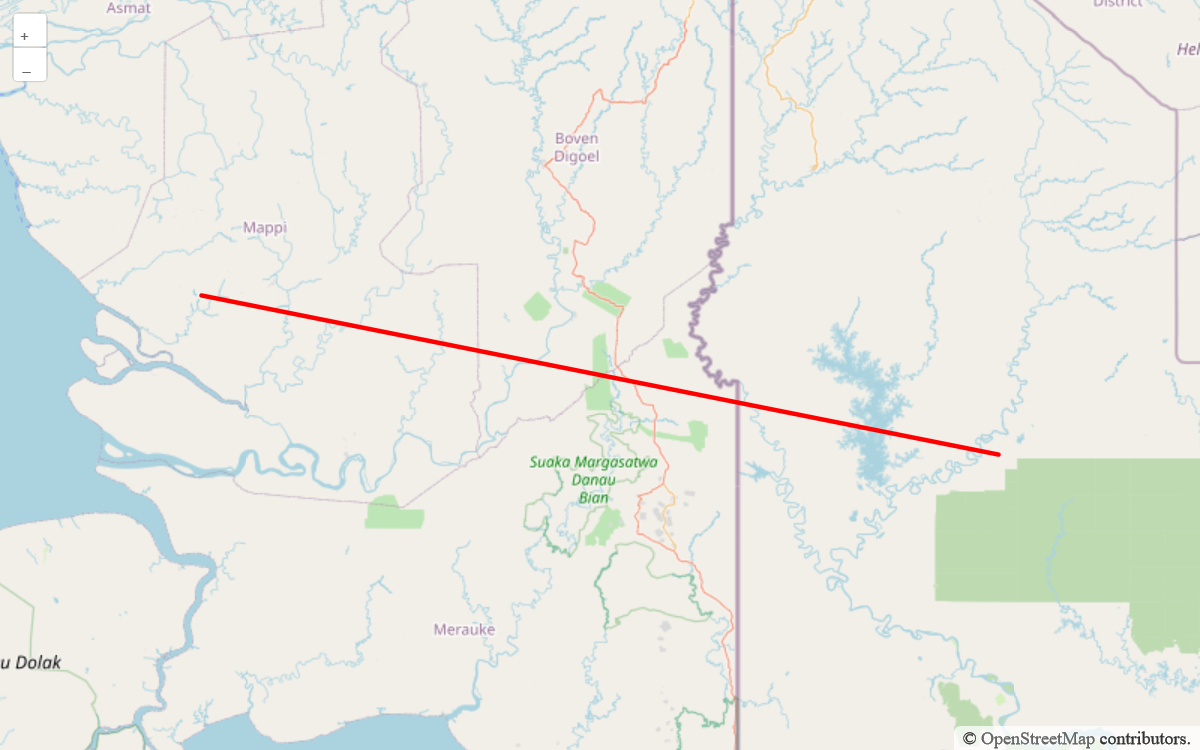 Asmat
District
+
Hel
–
Boven
Digoel
Mappi
Suaka Margasatwa
Danau
Bian
Merauke
u Dolak
© OpenStreetMap contributors.